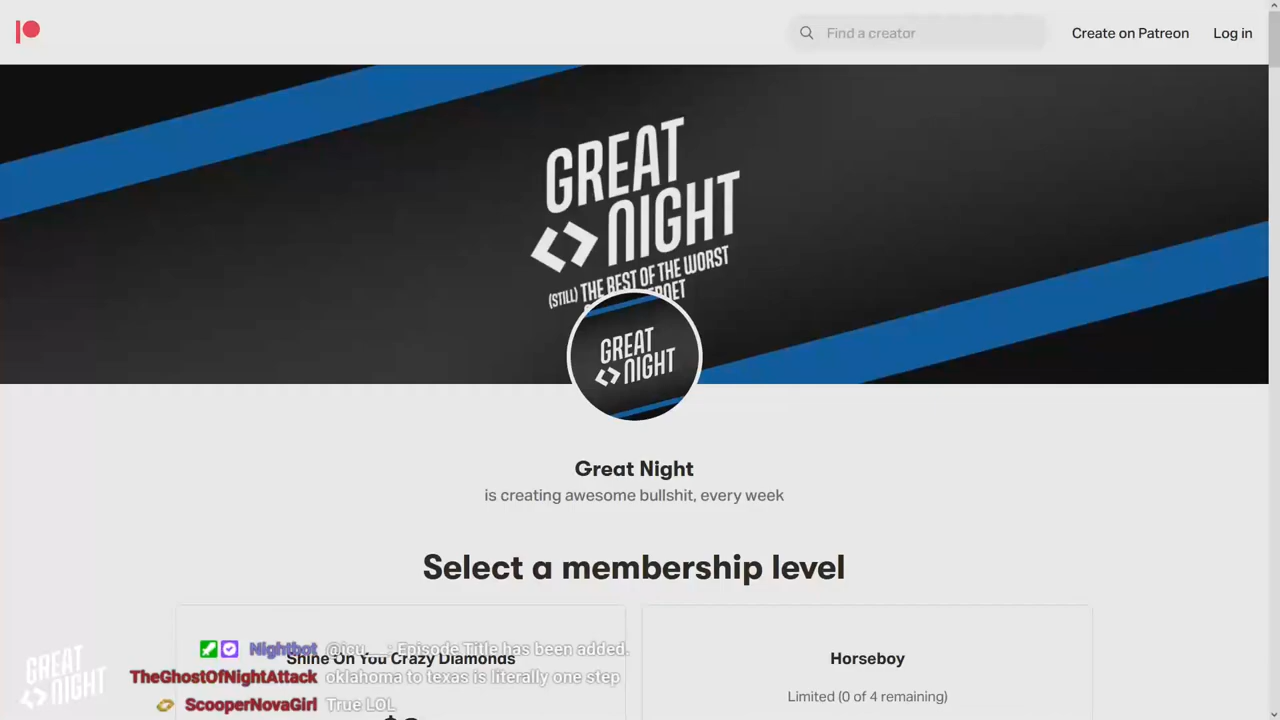 Find a creator
Create on Patreon
Log in
GREAT
NIGHT
(STILL) THE BEST OF THE WORST
GREAT
NIGHT
Great Night
is creating awesome bullshit, every week
Select a membership level
Nightbot @icu__: Episode Title has been added.
Shine On You Crazy Diamonds
Horseboy
TheGhostOfNightAttack oklahoma to texas is literally one step
Limited (0 of 4 remaining)
ScooperNovaGirl True LOL
GREAT
NIGHT